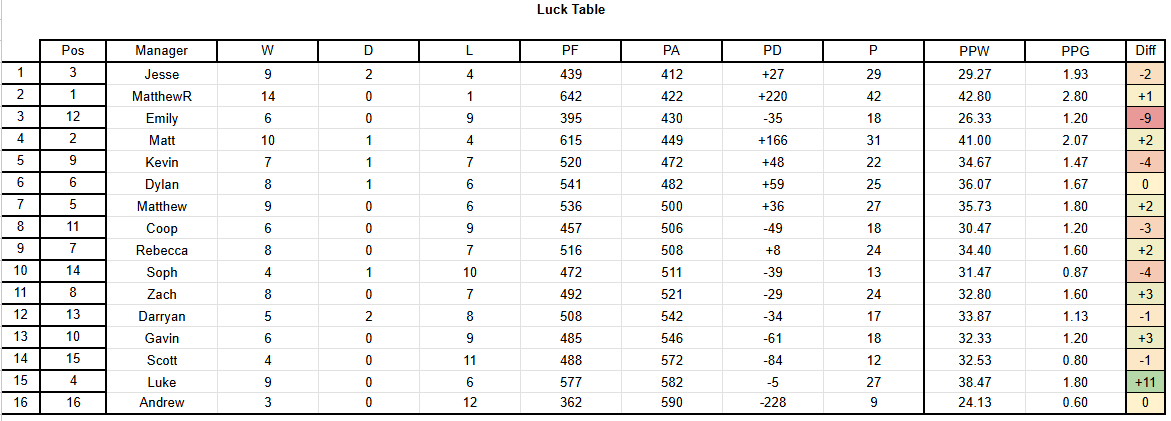 Luck Table
Pos Manager W D L PF PA PD P PPW PPG Diff
1 3 Jesse 9 2 4 439 412 +27 29 29.27 1.93 -2
2 1 MatthewR 14 0 1 642 422 +220 42 42.80 2.80 +1
3 12 Emily 6 0 9 395 430 -35 18 26.33 1.20 -9
4 2 Matt 10 1 4 615 449 +166 31 41.00 2.07 +2
5 9 Kevin 7 1 7 520 472 +48 22 34.67 1.47 -4
6 6 Dylan 8 1 6 541 482 +59 25 36.07 1.67 0
7 5 Matthew 9 0 6 536 500 +36 27 35.73 1.80 +2
8 11 Coop 6 0 9 457 506 -49 18 30.47 1.20 -3
9 7 Rebecca 8 0 7 516 508 +8 24 34.40 1.60 +2
10 14 Soph 4 1 10 472 511 -39 13 31.47 0.87 -4
11 8 Zach 8 0 7 492 521 -29 24 32.80 1.60 +3
12 13 Darryan 5 2 8 508 542 -34 17 33.87 1.13 -1
13 10 Gavin 6 0 9 485 546 -61 18 32.33 1.20 +3
14 15 Scott 4 0 11 488 572 -84 12 32.53 0.80 -1
15 4 Luke 9 0 6 577 582 -5 27 38.47 1.80 +11
16 16 Andrew 3 0 12 362 590 -228 9 24.13 0.60 0